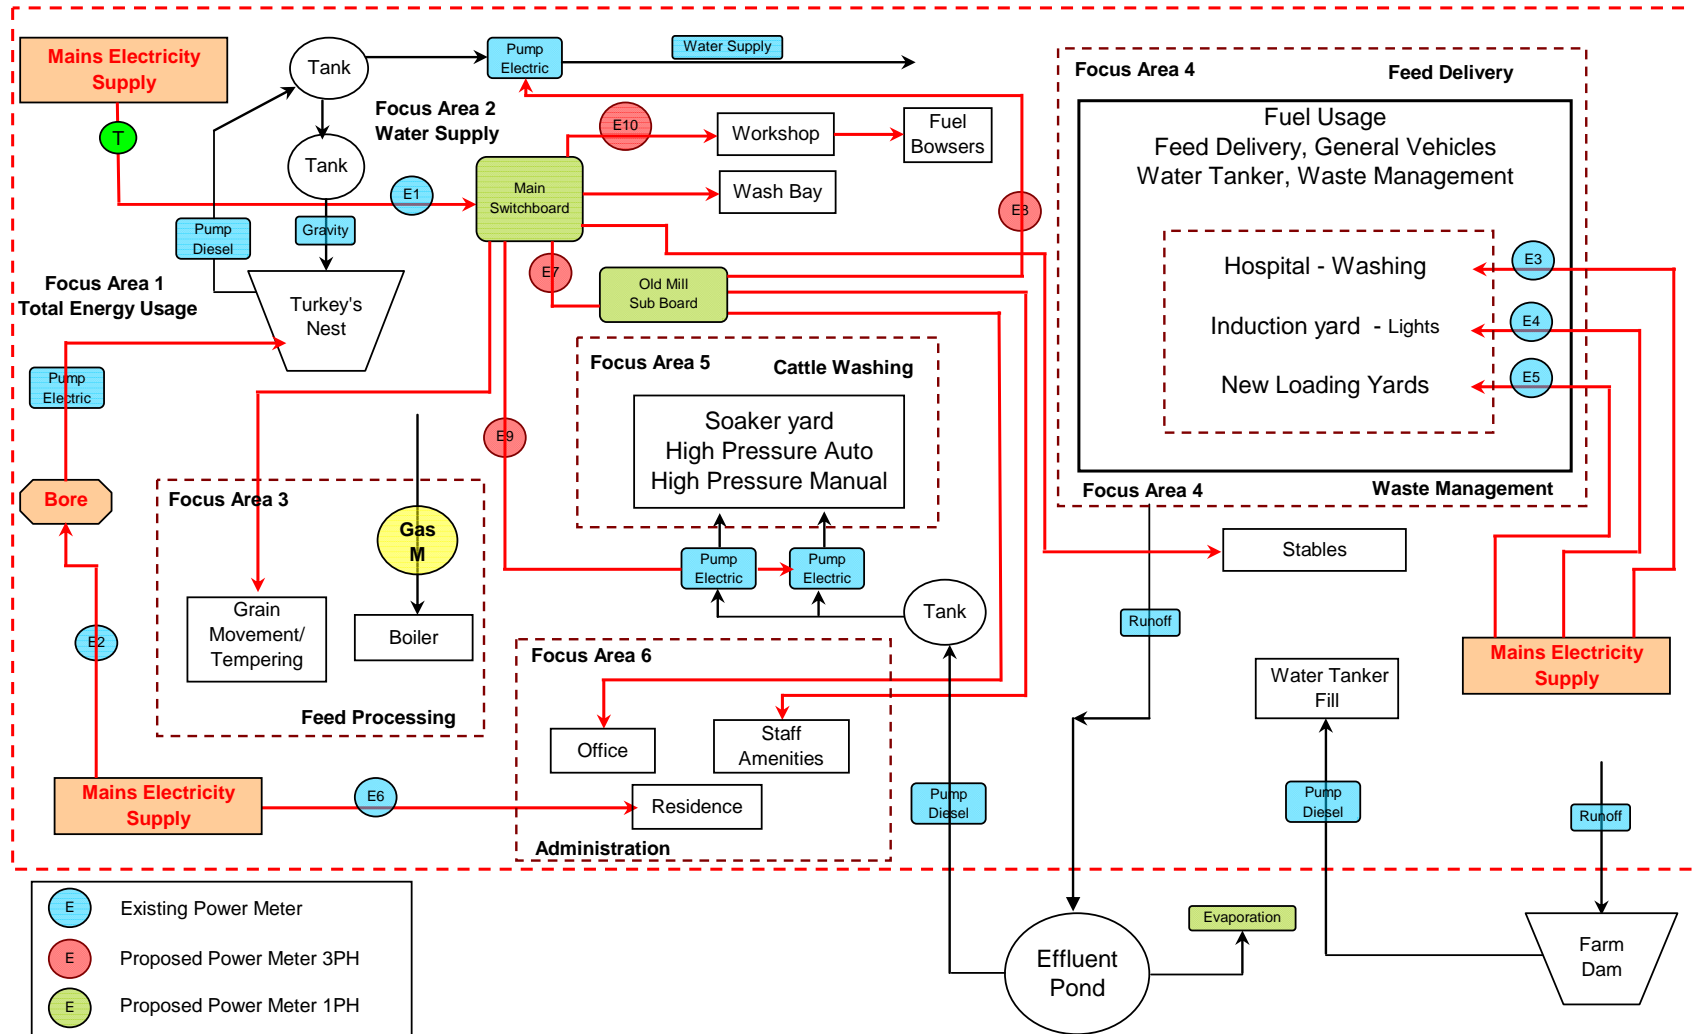 Mains Electricity
Supply
T
Tank
Pump
Electric
Water Supply
Focus Area 2
Water Supply
Tank
E1
Pump
Diesel
Gravity
Focus Area 1
Total Energy Usage
Turkey's
Nest
Main
Switchboard
E10
Workshop
Fuel
Bowsers
Wash Bay
E8
E7
Old Mill
Sub Board
Focus Area 4
Feed Delivery
Fuel Usage
Feed Delivery, General Vehicles
Water Tanker, Waste Management
Hospital - Washing
E3
Induction yard - Lights
E4
New Loading Yards
E5
Focus Area 4
Waste Management
Pump
Electric
Bore
E2
Focus Area 5
Cattle Washing
Soaker yard
High Pressure Auto
High Pressure Manual
E9
Pump
Electric
Pump
Electric
Tank
Focus Area 3
Gas
M
Grain
Movement/
Tempering
Boiler
Feed Processing
Stables
Runoff
Mains Electricity
Supply
Water Tanker
Fill
Focus Area 6
Office
Staff
Amenities
Residence
Administration
Mains Electricity
Supply
E6
Pump
Diesel
Pump
Diesel
Runoff
E Existing Power Meter
E Proposed Power Meter 3PH
E Proposed Power Meter 1PH
Effluent
Pond
Evaporation
Farm
Dam